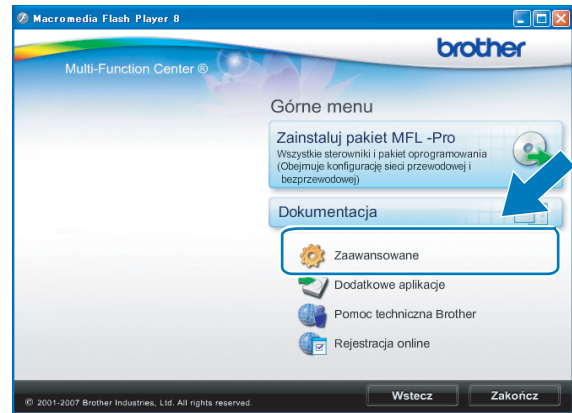 Macromedia Flash Player 8
brother
Multi-Function Center ®
Górne menu
Zainstaluj pakiet MFL -Pro
Wszystkie sterowniki i pakiet oprogramowania
(Obejmuje konfigurację sieci przewodowej i
bezprzewodowej)
Dokumentacja
Zaawansowane
Dodatkowe aplikacje
Pomoc techniczna Brother
Rejestracja online
© 2001-2007 Brother Industries, Ltd. All rights reserved.
Wstecz
Zakończ